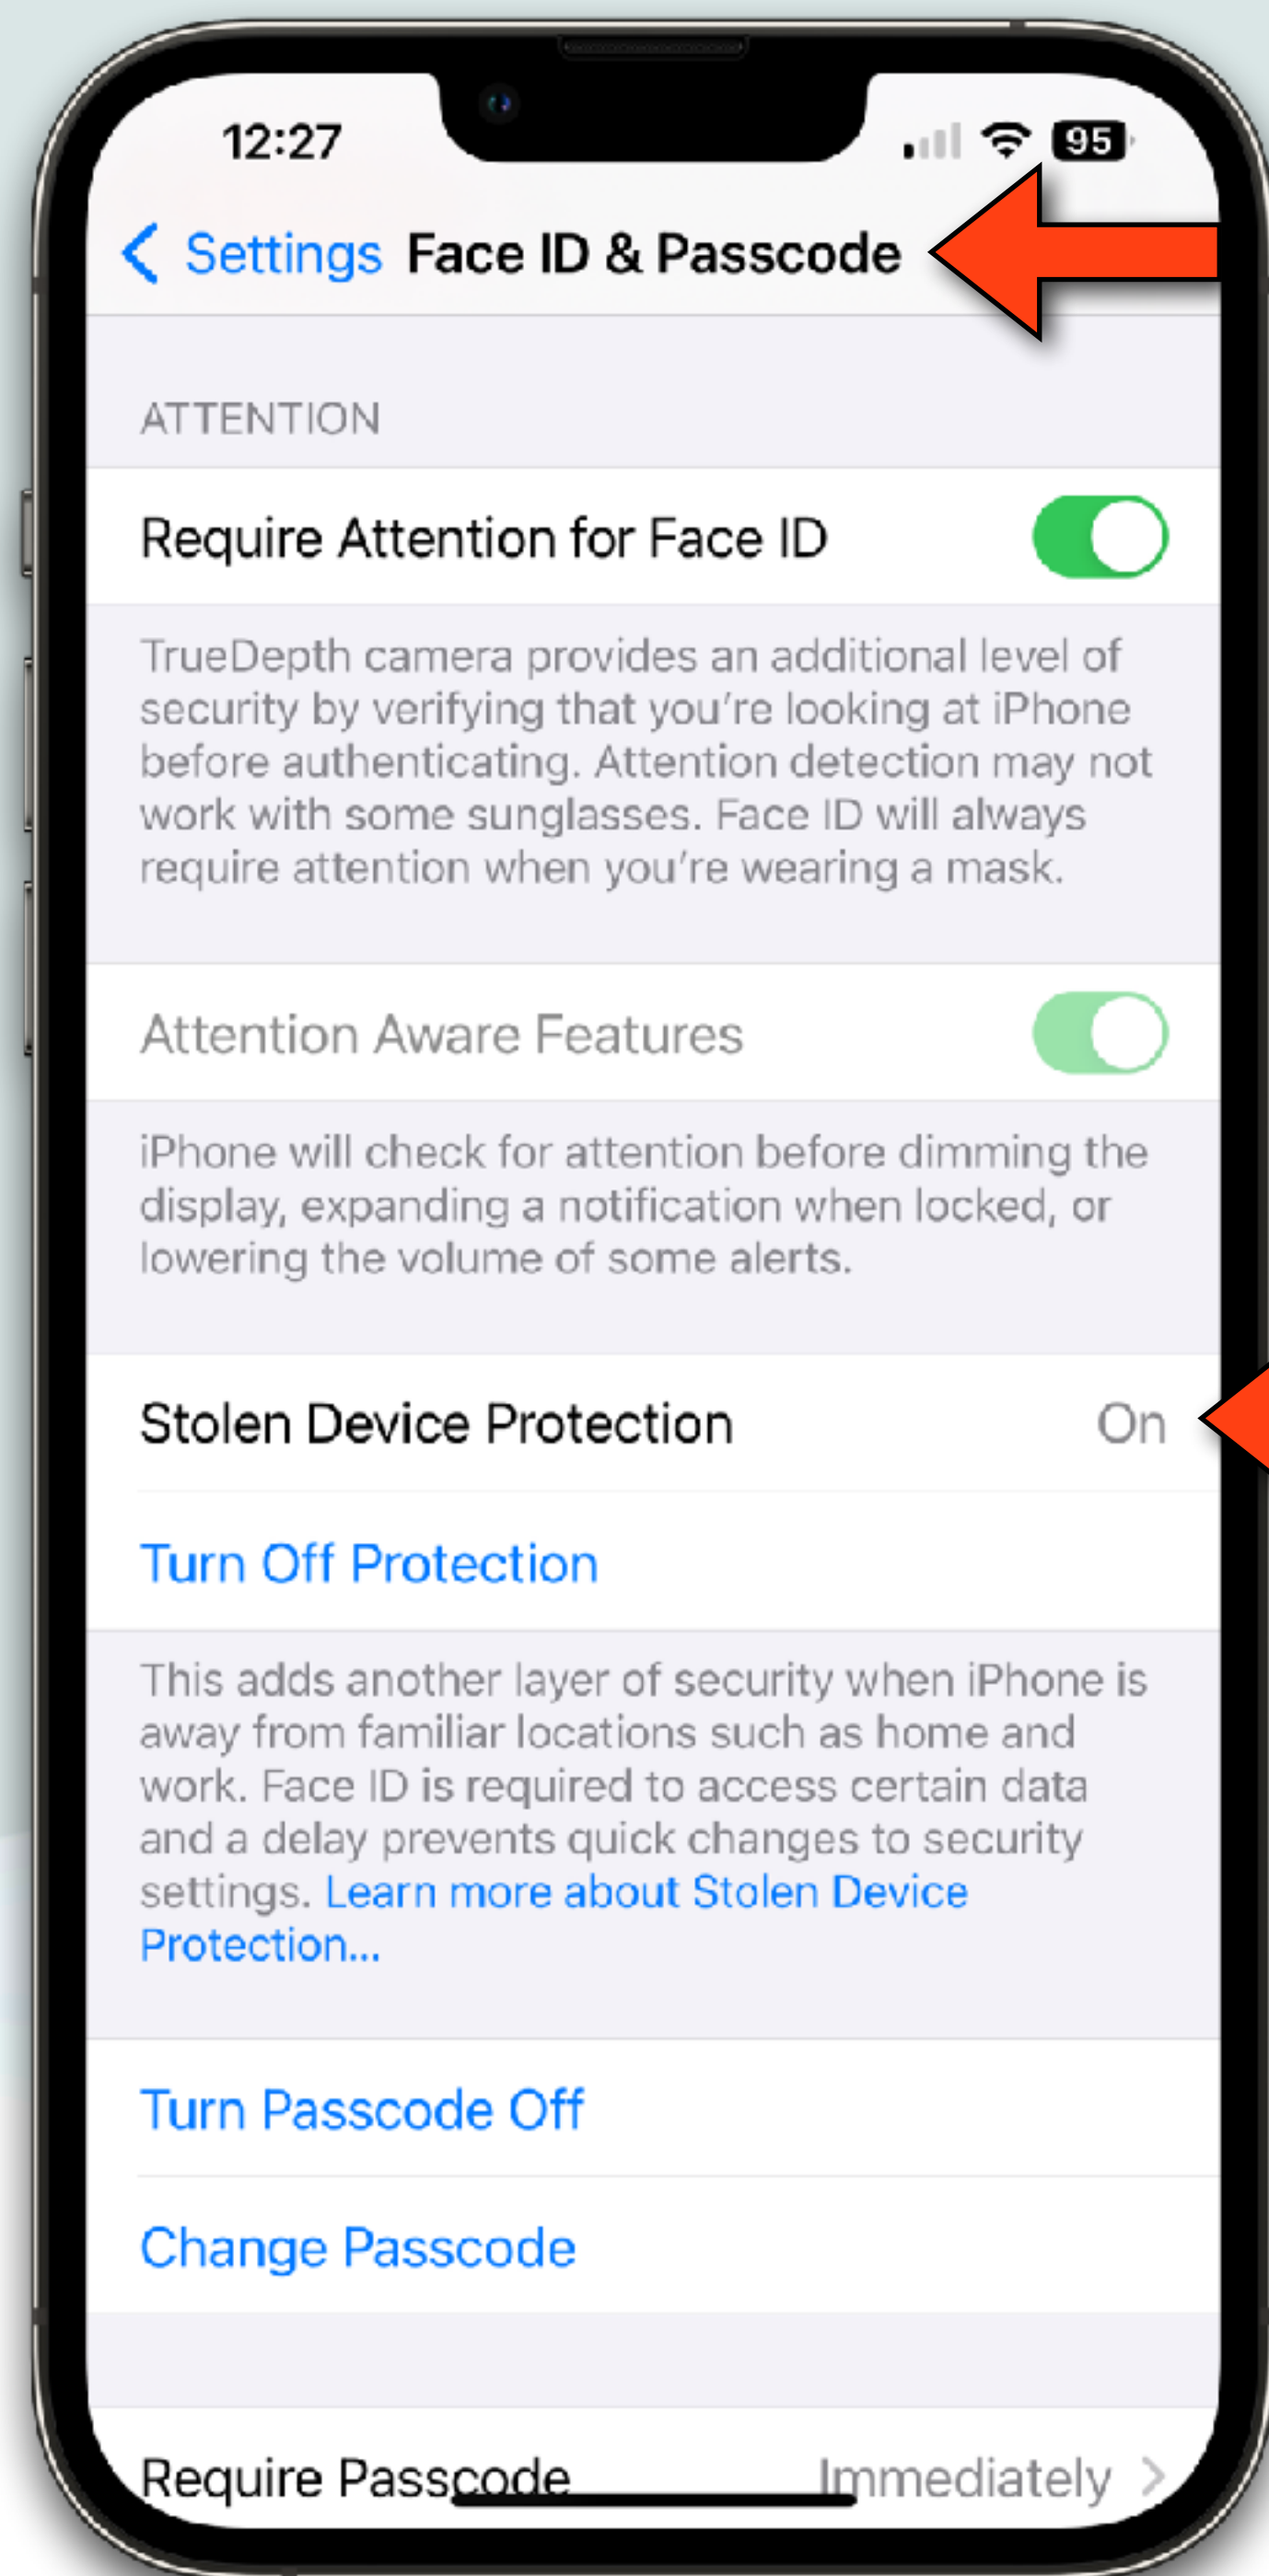 12:27
95
Settings Face ID & Passcode
ATTENTION
Require Attention for Face ID
TrueDepth camera provides an additional level of
security by verifying that you’re looking at iPhone
before authenticating. Attention detection may not
work with some sunglasses. Face ID will always
require attention when you’re wearing a mask.
Attention Aware Features
iPhone will check for attention before dimming the
display, expanding a notification when locked, or
lowering the volume of some alerts.
Stolen Device Protection On
Turn Off Protection
This adds another layer of security when iPhone is
away from familiar locations such as home and
work. Face ID is required to access certain data
and a delay prevents quick changes to security
settings. Learn more about Stolen Device
Protection...
Turn Passcode Off
Change Passcode
Require Passcode Immediately